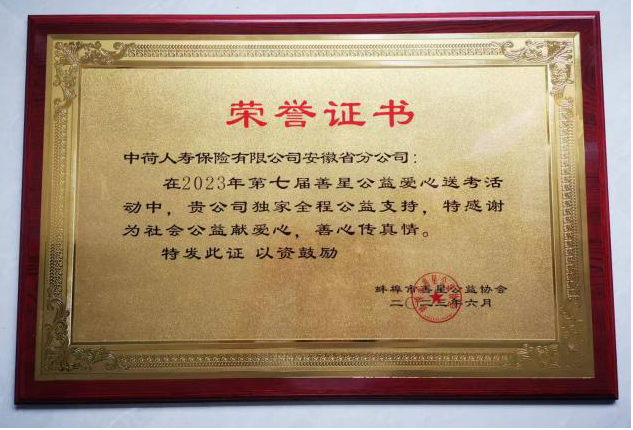 荣誉证书
中荷人寿保险有限公司安徽省分公司：
在2023年第七届善星公益爱心送考活
动中，贵公司独家全程公益支持，特感谢
为社会公益献爱心，善心传真情。
特发此证 以资鼓励
蚌埠市善星公益协会
二〇二三年六月